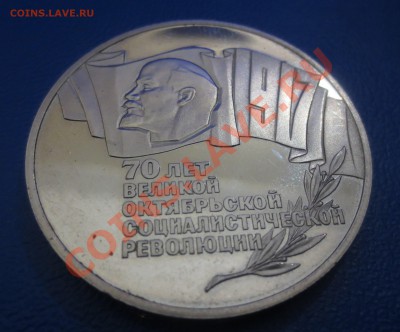 COINS.LAVE.RU
1917
70 ЛЕТ
ВЕЛИКОЙ
ОКТЯБРЬСКОЙ
СОЦИАЛИСТИЧЕСКОЙ
РЕВОЛЮЦИИ
COINS.LAVE.RU